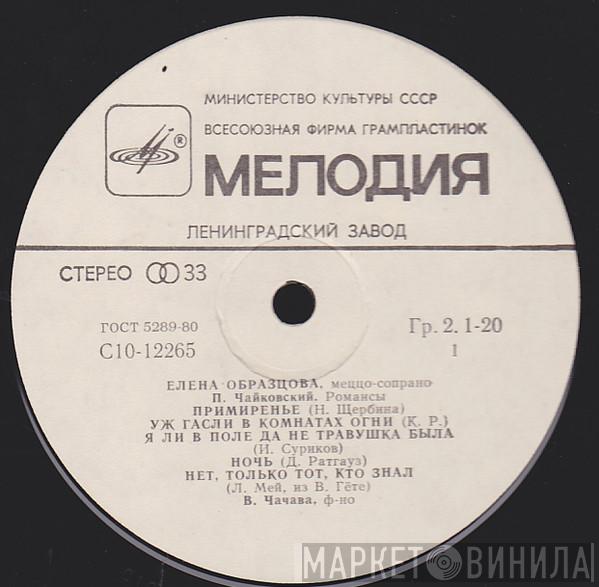 МИНИСТЕРСТВО КУЛЬТУРЫ СССР
ВСЕСОЮЗНАЯ ФИРМА ГРАМПЛАСТИНОК
®
МЕЛОДИЯ
ЛЕНИНГРАДСКИЙ ЗАВОД
СТЕРЕО 33
ГОСТ 5289-80
Гр. 2. 1-20
С10-12265
1
ЕЛЕНА ОБРАЗЦОВА, меццо-сопрано
П. Чайковский. Романсы
ПРИМИРЕНЬЕ (Н. Щербина)
УЖ ГАСЛИ В КОМНАТАХ ОГНИ (К. Р.)
Я ЛИ В ПОЛЕ ДА НЕ ТРАВУШКА БЫЛА
(И. Суриков)
НОЧЬ (Д. Ратгауз)
НЕТ, ТОЛЬКО ТОТ, КТО ЗНАЛ
(Л. Мей, из В. Гёте)
В. Чачава, ф-но
МАРКЕТ ВИНИЛА